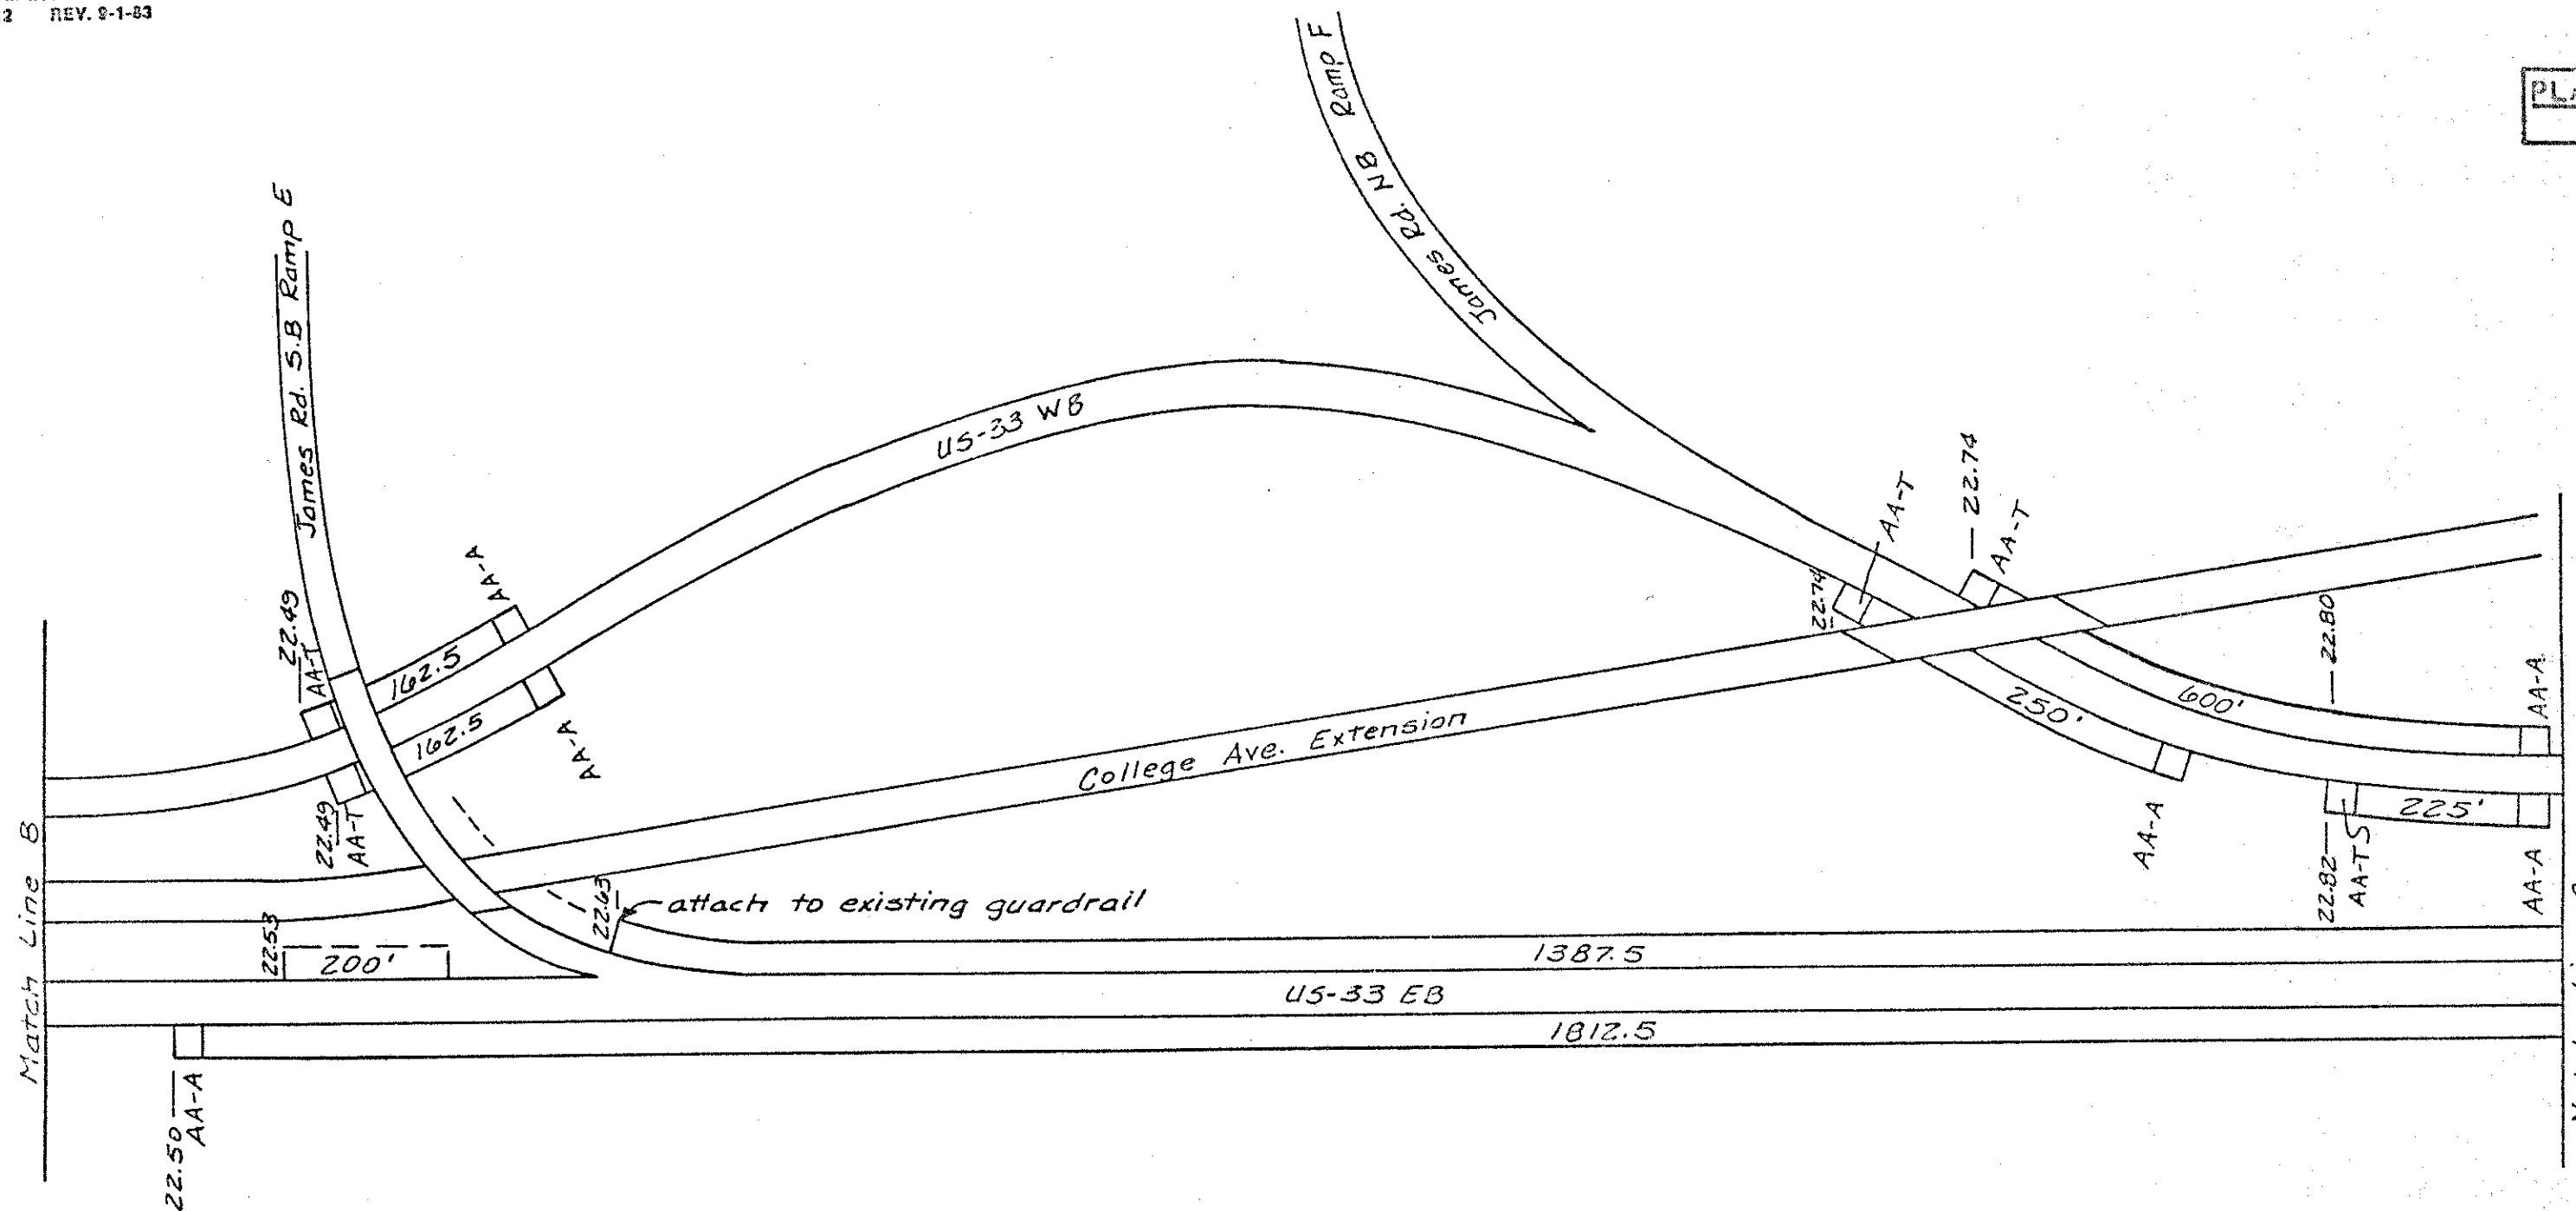 2 REV. 9-1-83
PLA
James Rd. NB Ramp F
James Rd. S.B Ramp E
US-33 WB
22.49
AA-T
AA-A
162.5
162.5
AA-A
22.49
AA-T
22.74
AA-T
22.74
AA-T
22.80
600'
250'
AA-A
AA-A
225'
22.82
AA-TS
AA-A
College Ave. Extension
Match Line B
22.63
attach to existing guardrail
22.53
200'
1387.5
US-33 EB
1812.5
22.50
AA-A